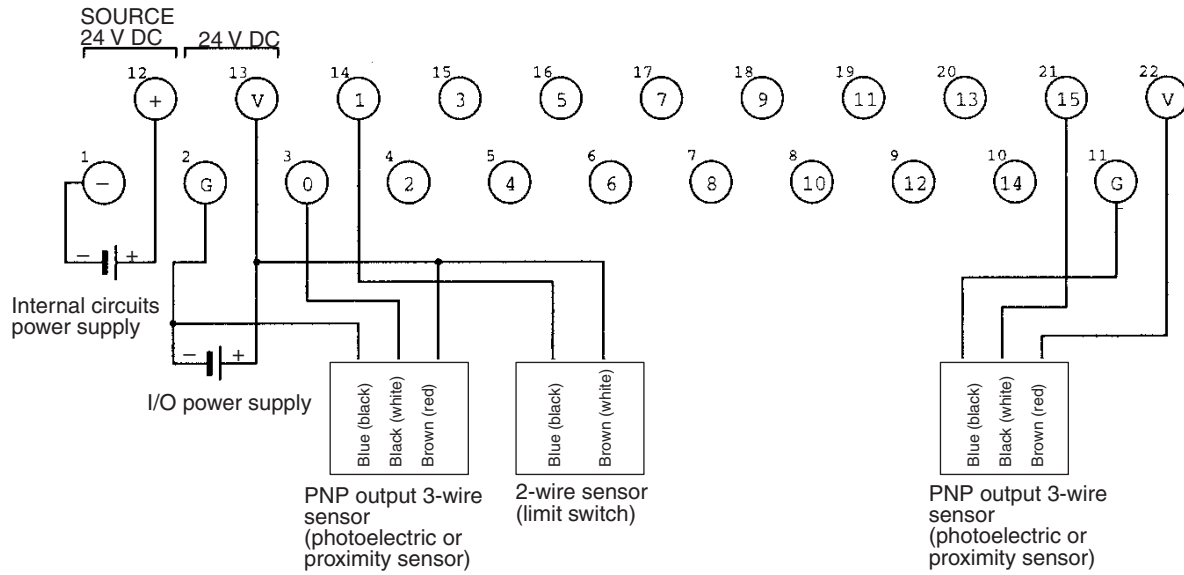 SOURCE
24 V DC
24 V DC
12 13 14 15 16 17 18 19 20 21 22
+ V 1 3 5 7 9 11 13 15 V
1 2 3 4 5 6 7 8 9 10 11
− G 0 2 4 6 8 10 12 14 G
− +
Internal circuits
power supply
− +
I/O power supply
Blue (black)
Black (white)
Brown (red)
Blue (black)
Brown (white)
Blue (black)
Black (white)
Brown (red)
PNP output 3-wire
sensor
(photoelectric or
proximity sensor)
2-wire sensor
(limit switch)
PNP output 3-wire
sensor
(photoelectric or
proximity sensor)